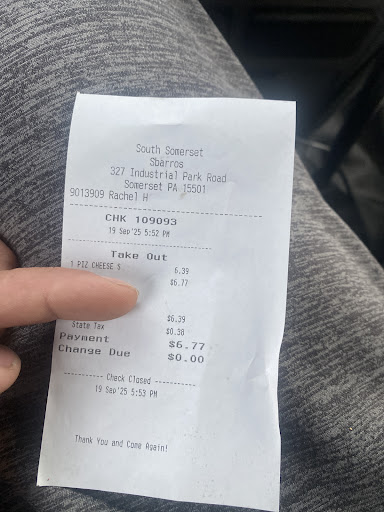 South Somerset
Sbarros
327 Industrial Park Road
Somerset PA 15501
9013909 Rachel H
CHK 109093
19 Sep'25 5:52 PM
Take Out
1 PIZ CHEESE S 6.39
$6.77
$6.39
State Tax $0.38
Payment $6.77
Change Due $0.00
Check Closed
19 Sep'25 5:53 PM
Thank You and Come Again!